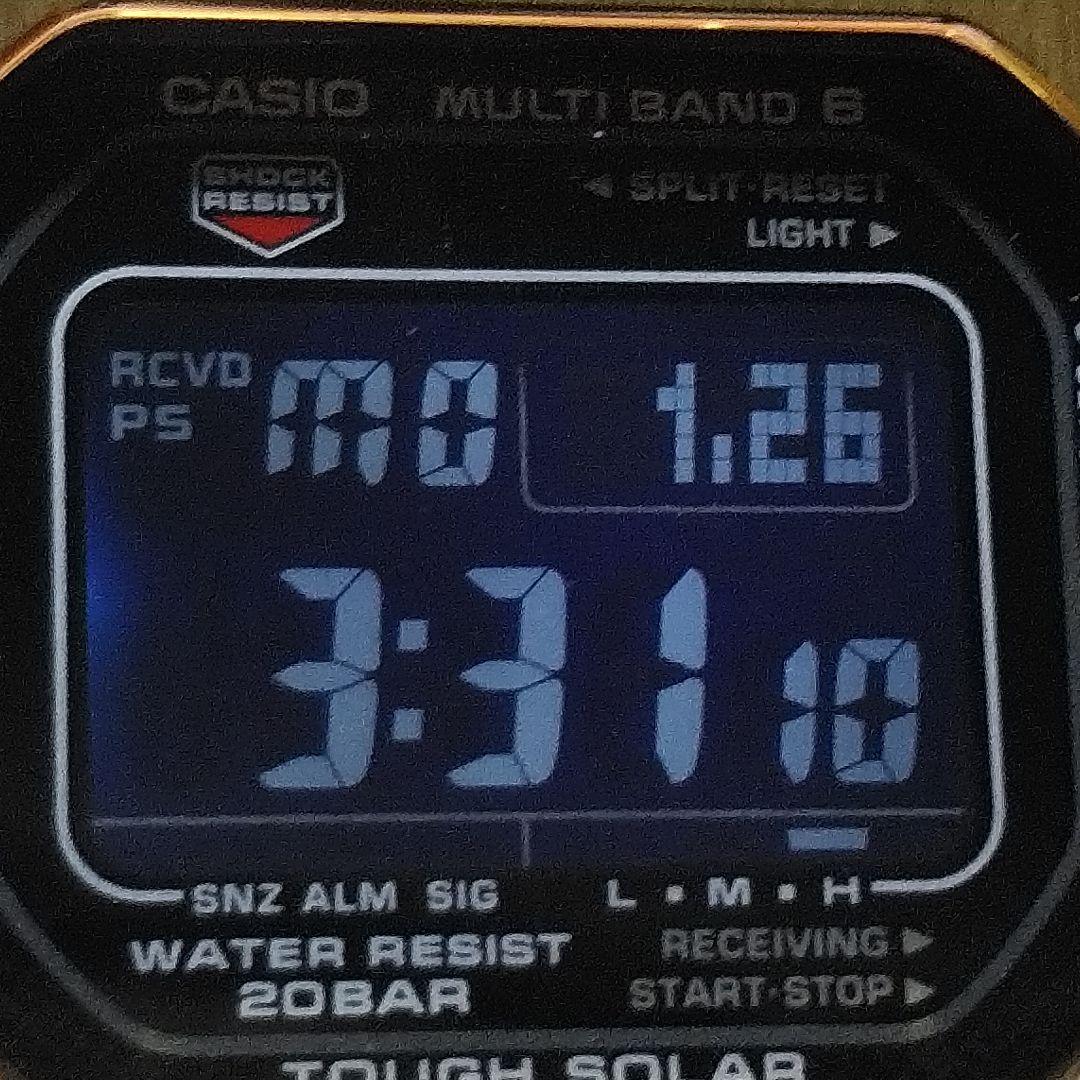 CASIO MULTI BAND 6
SHOCK RESIST
◄ SPLIT·RESET
LIGHT ►
RCVD
PS
MO 1.26
3:31 10
SNZ ALM SIG L • M • H
WATER RESIST
20BAR
RECEIVING ►
START·STOP ►
TOUGH SOLAR